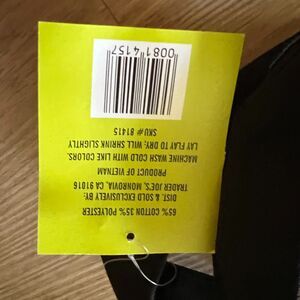 65% COTTON 35% POLYESTER
DIST. & SOLD EXCLUSIVELY BY:
TRADER JOE'S, MONROVIA, CA 91016
PRODUCT OF VIETNAM
MACHINE WASH COLD WITH LIKE COLORS.
LAY FLAT TO DRY. WILL SHRINK SLIGHTLY
SKU# 81415
0081 4157